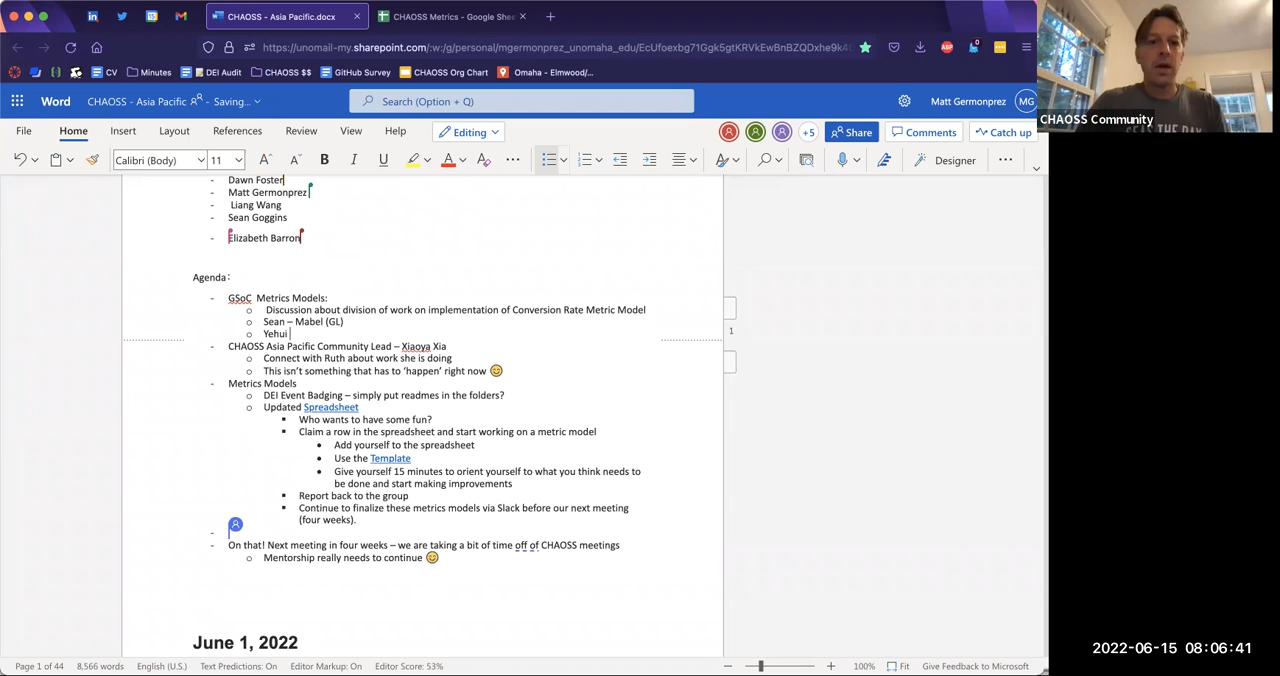 CHAOSS - Asia Pacific.docx
CHAOSS Metrics - Google Shee
https://unomail-my.sharepoint.com/:w:/g/personal/mgermonprez_unomaha_edu/
CV
Minutes
DEI Audit
CHAOSS $$
GitHub Survey
CHAOSS Org Chart
Omaha - Elmwood/...
Word
CHAOSS - Asia Pacific - Saving...
Search (Option + Q)
Matt Germonprez
MG
CHAOSS Community
File
Home
Insert
Layout
References
Review
View
Help
Editing
+5
Share
Comments
Catch up
Calibri (Body)
11
B
I
U
Designer
- Dawn Foster
- Matt Germonprez
- Liang Wang
- Sean Goggins
- Elizabeth Barron
Agenda:
- GSoC Metrics Models:
o Discussion about division of work on implementation of Conversion Rate Metric Model
o Sean – Mabel (GL)
o Yehui
- CHAOSS Asia Pacific Community Lead – Xiaoya Xia
o Connect with Ruth about work she is doing
o This isn't something that has to 'happen' right now 😊
- Metrics Models
o DEI Event Badging – simply put readmes in the folders?
o Updated Spreadsheet
▪ Who wants to have some fun?
▪ Claim a row in the spreadsheet and start working on a metric model
• Add yourself to the spreadsheet
• Use the Template
• Give yourself 15 minutes to orient yourself to what you think needs to
be done and start making improvements
▪ Report back to the group
▪ Continue to finalize these metrics models via Slack before our next meeting
(four weeks).
-
- On that! Next meeting in four weeks – we are taking a bit of time off of CHAOSS meetings
o Mentorship really needs to continue 😊
1
June 1, 2022
Page 1 of 44
8,566 words
English (U.S.)
Text Predictions: On
Editor Markup: On
Editor Score: 53%
100%
Fit
Give Feedback to Microsoft
2022-06-15 08:06:41